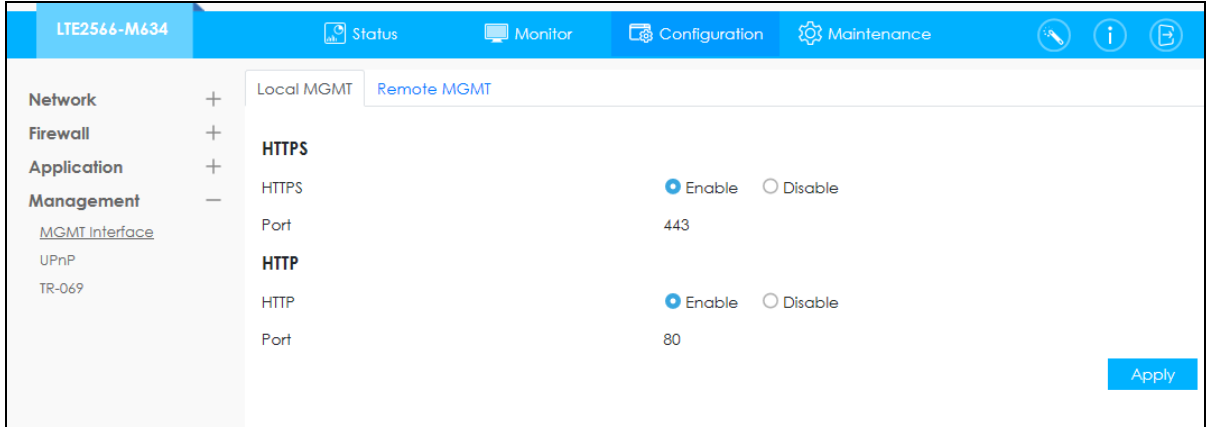 LTE2566-M634 Status Monitor Configuration Maintenance
Network
Firewall
Application
Management
MGMT Interface
UPnP
TR-069
Local MGMT Remote MGMT
HTTPS
HTTPS Enable Disable
Port 443
HTTP
HTTP Enable Disable
Port 80
Apply